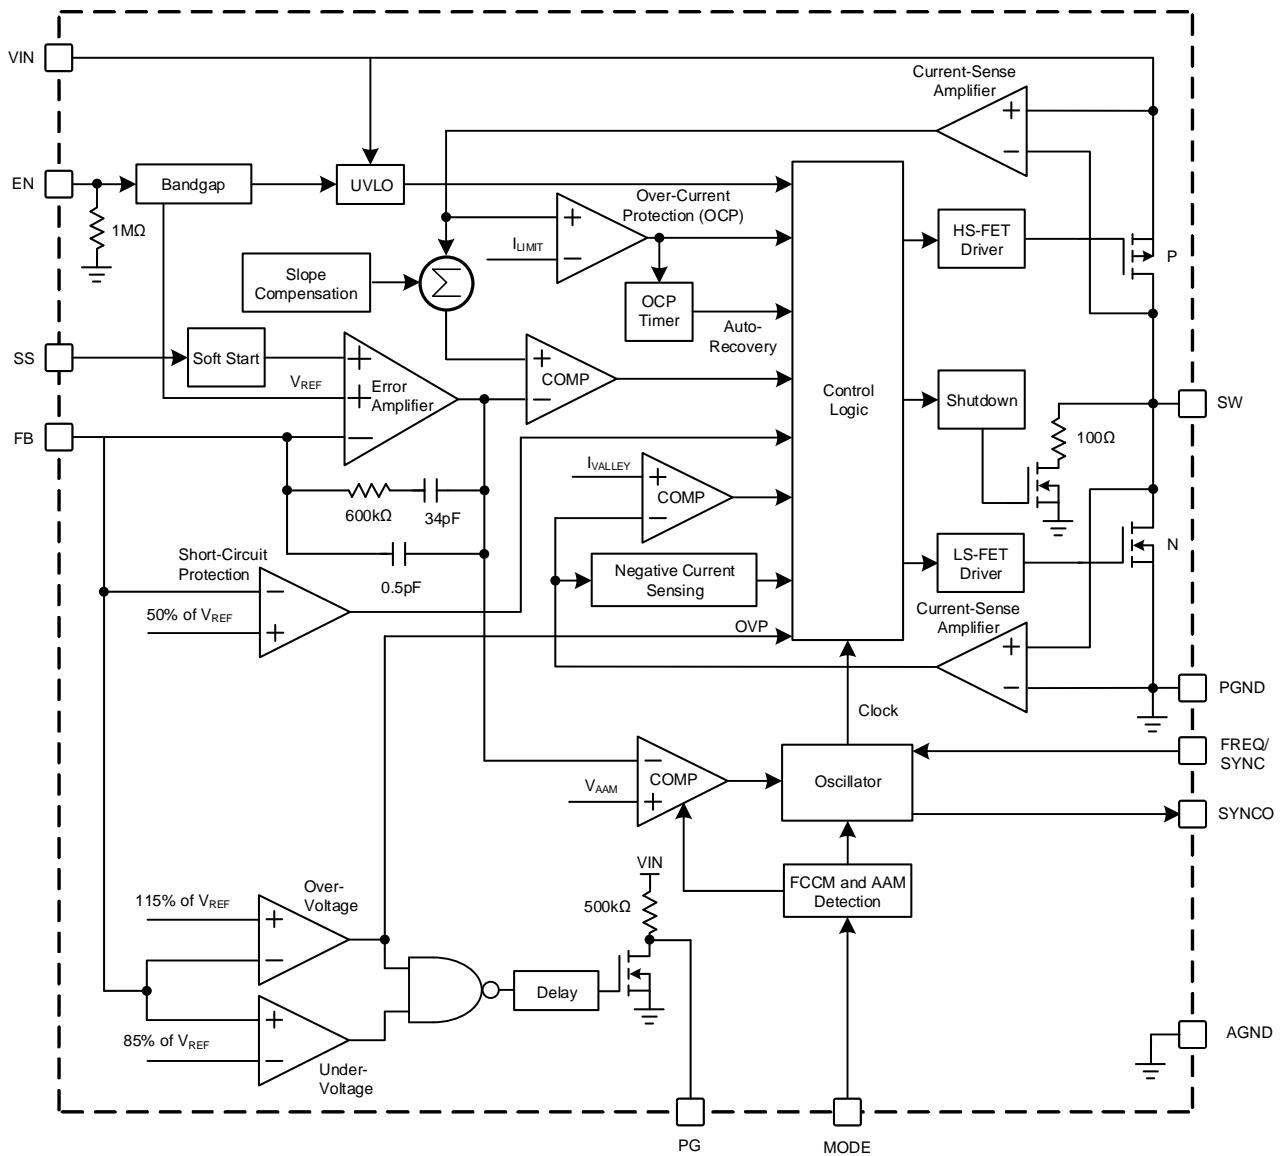 VIN
Current-Sense
Amplifier
+
−
EN
Bandgap
UVLO
1MΩ
Over-Current
Protection (OCP)
+
ILIMIT
−
HS-FET
Driver
P
Slope
Compensation
Σ
OCP
Timer
Auto-
Recovery
SS
Soft Start
VREF
+
+
−
Error
Amplifier
+
−
COMP
Control
Logic
Shutdown
SW
100Ω
FB
IVALLEY
+
−
COMP
600kΩ
34pF
0.5pF
Short-Circuit
Protection
−
50% of VREF
+
Negative Current
Sensing
LS-FET
Driver
N
OVP
Current-Sense
Amplifier
+
−
PGND
Clock
FREQ/
SYNC
−
COMP
VAAM
+
Oscillator
SYNCO
VIN
500kΩ
FCCM and AAM
Detection
Over-
Voltage
115% of VREF
+
−
Delay
+
85% of VREF
−
Under-
Voltage
AGND
PG
MODE